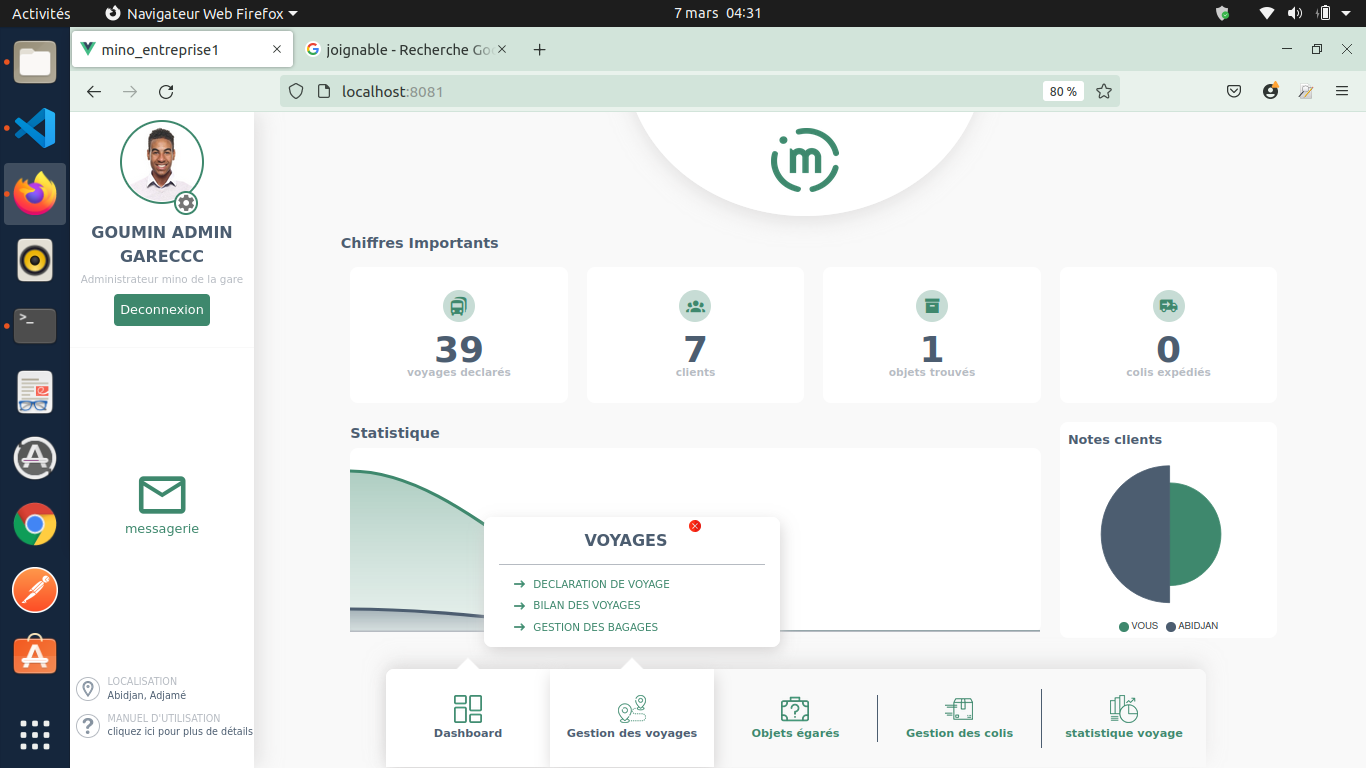 Activités
Navigateur Web Firefox
7 mars 04:31
mino_entreprise1
joignable - Recherche Goo
localhost:8081
80 %
GOUMIN ADMIN
GARECCC
Administrateur mino de la gare
Deconnexion
messagerie
LOCALISATION
Abidjan, Adjamé
MANUEL D'UTILISATION
cliquez ici pour plus de détails
m
Chiffres Importants
39
voyages declarés
7
clients
1
objets trouvés
0
colis expédiés
Statistique
Notes clients
VOUS
ABIDJAN
VOYAGES
DECLARATION DE VOYAGE
BILAN DES VOYAGES
GESTION DES BAGAGES
Dashboard
Gestion des voyages
Objets égarés
Gestion des colis
statistique voyage